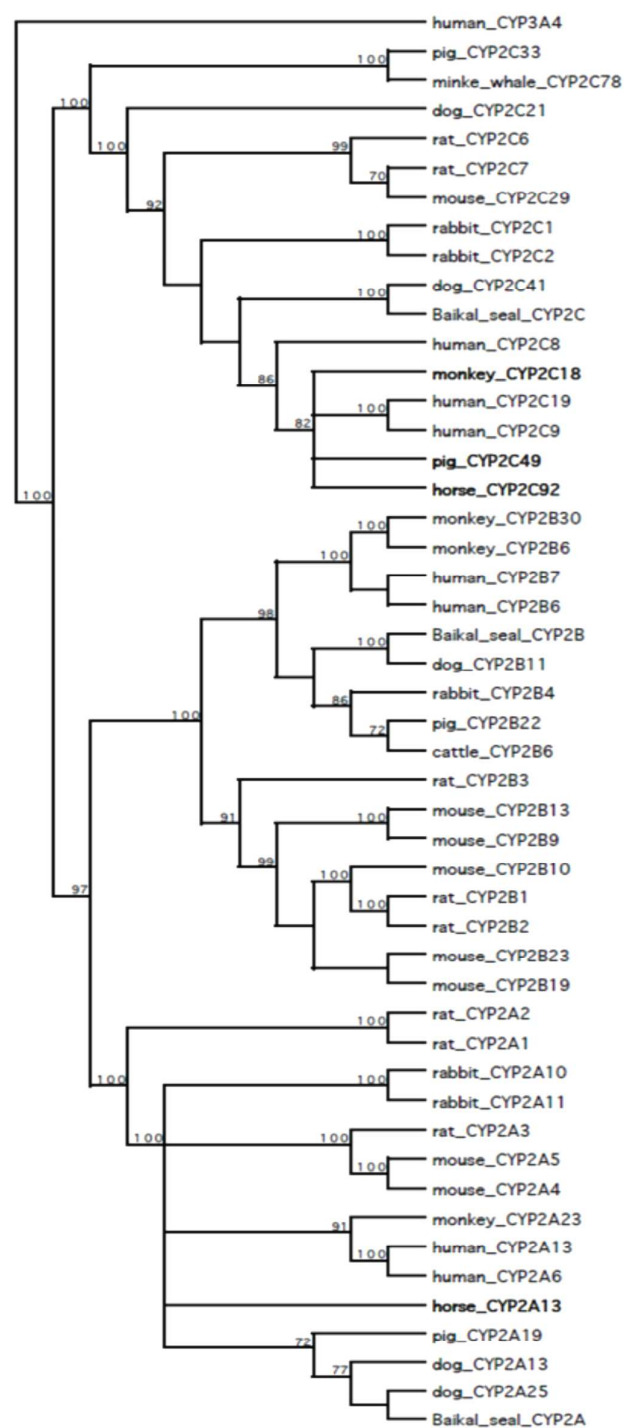 human_CYP3A4
pig_CYP2C33
100
minke_whale_CYP2C78
100
dog_CYP2C21
100
rat_CYP2C6
99
rat_CYP2C7
70
mouse_CYP2C29
92
rabbit_CYP2C1
100
rabbit_CYP2C2
dog_CYP2C41
100
Baikal_seal_CYP2C
human_CYP2C8
monkey_CYP2C18
86
human_CYP2C19
100
82
human_CYP2C9
pig_CYP2C49
horse_CYP2C92
100
monkey_CYP2B30
100
monkey_CYP2B6
100
human_CYP2B7
human_CYP2B6
98
Baikal_seal_CYP2B
100
dog_CYP2B11
rabbit_CYP2B4
86
pig_CYP2B22
100
72
cattle_CYP2B6
rat_CYP2B3
mouse_CYP2B13
100
91
mouse_CYP2B9
99
mouse_CYP2B10
100
rat_CYP2B1
97
100
rat_CYP2B2
mouse_CYP2B23
mouse_CYP2B19
rat_CYP2A2
100
rat_CYP2A1
rabbit_CYP2A10
100
100
rabbit_CYP2A11
rat_CYP2A3
100
100
mouse_CYP2A5
100
mouse_CYP2A4
monkey_CYP2A23
91
human_CYP2A13
100
human_CYP2A6
horse_CYP2A13
pig_CYP2A19
72
dog_CYP2A13
77
dog_CYP2A25
Baikal_seal_CYP2A